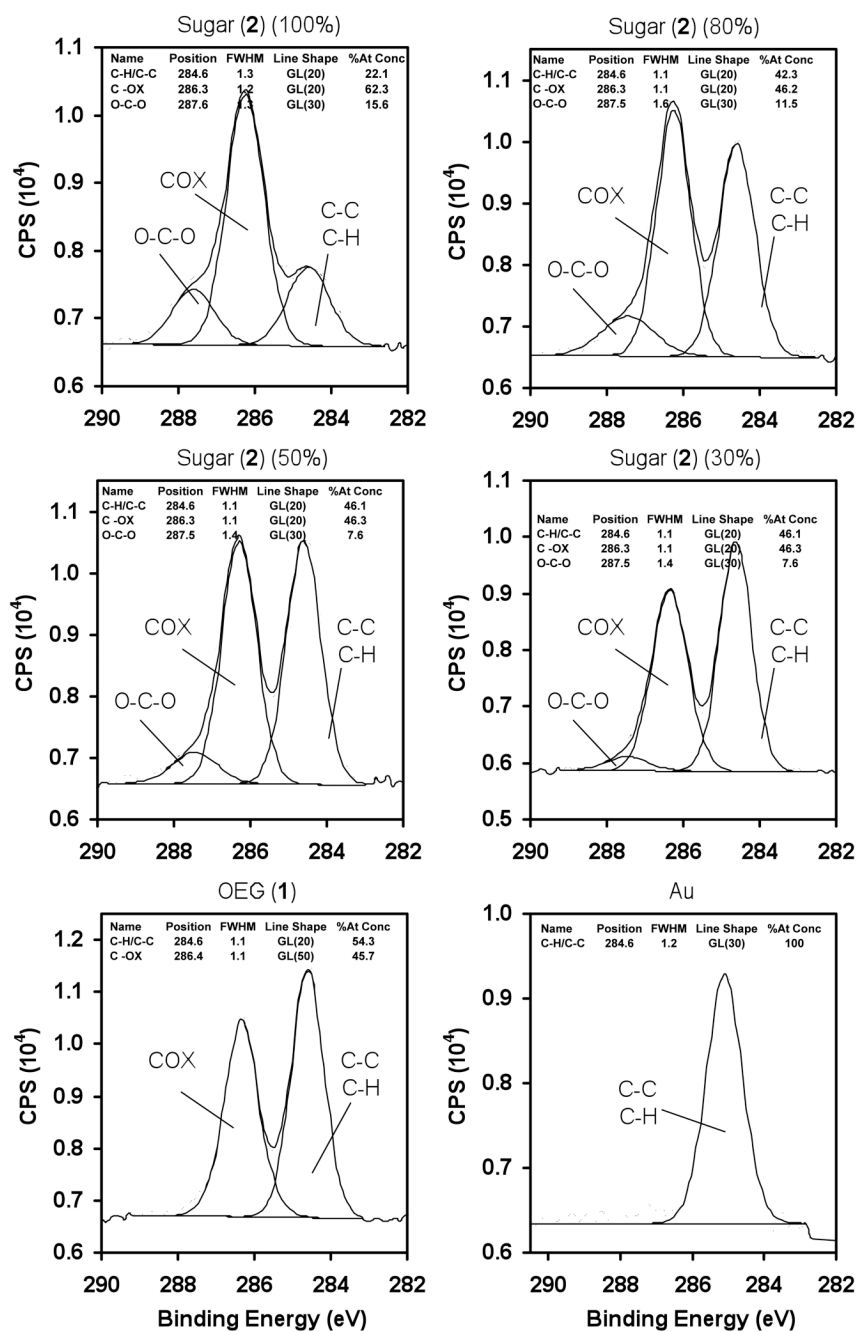 Sugar (2) (100%)
Name Position FWHM Line Shape %At Conc
C-H/C-C 284.6 1.3 GL(20) 22.1
C -OX 286.3 1.2 GL(20) 62.3
O-C-O 287.6 1.3 GL(30) 15.6
COX
O-C-O
C-C
C-H
CPS (10⁴)
1.1
1.0
0.9
0.8
0.7
0.6
290 288 286 284 282
Sugar (2) (80%)
Name Position FWHM Line Shape %At Conc
C-H/C-C 284.6 1.1 GL(20) 42.3
C -OX 286.3 1.1 GL(20) 46.2
O-C-O 287.5 1.6 GL(30) 11.5
COX
O-C-O
C-C
C-H
CPS (10⁴)
1.1
1.0
0.9
0.8
0.7
0.6
290 288 286 284 282
Sugar (2) (50%)
Name Position FWHM Line Shape %At Conc
C-H/C-C 284.6 1.1 GL(20) 46.1
C -OX 286.3 1.1 GL(20) 46.3
O-C-O 287.5 1.4 GL(30) 7.6
COX
O-C-O
C-C
C-H
CPS (10⁴)
1.1
1.0
0.9
0.8
0.7
0.6
290 288 286 284 282
Sugar (2) (30%)
Name Position FWHM Line Shape %At Conc
C-H/C-C 284.6 1.1 GL(20) 46.1
C -OX 286.3 1.1 GL(20) 46.3
O-C-O 287.5 1.4 GL(30) 7.6
COX
O-C-O
C-C
C-H
CPS (10⁴)
1.1
1.0
0.9
0.8
0.7
0.6
0.5
290 288 286 284 282
OEG (1)
Name Position FWHM Line Shape %At Conc
C-H/C-C 284.6 1.1 GL(20) 54.3
C -OX 286.4 1.1 GL(50) 45.7
COX
C-C
C-H
CPS (10⁴)
1.2
1.1
1.0
0.9
0.8
0.7
0.6
290 288 286 284 282
Binding Energy (eV)
Au
Name Position FWHM Line Shape %At Conc
C-H/C-C 284.6 1.2 GL(30) 100
C-C
C-H
CPS (10⁴)
1.0
0.9
0.8
0.7
0.6
290 288 286 284 282
Binding Energy (eV)